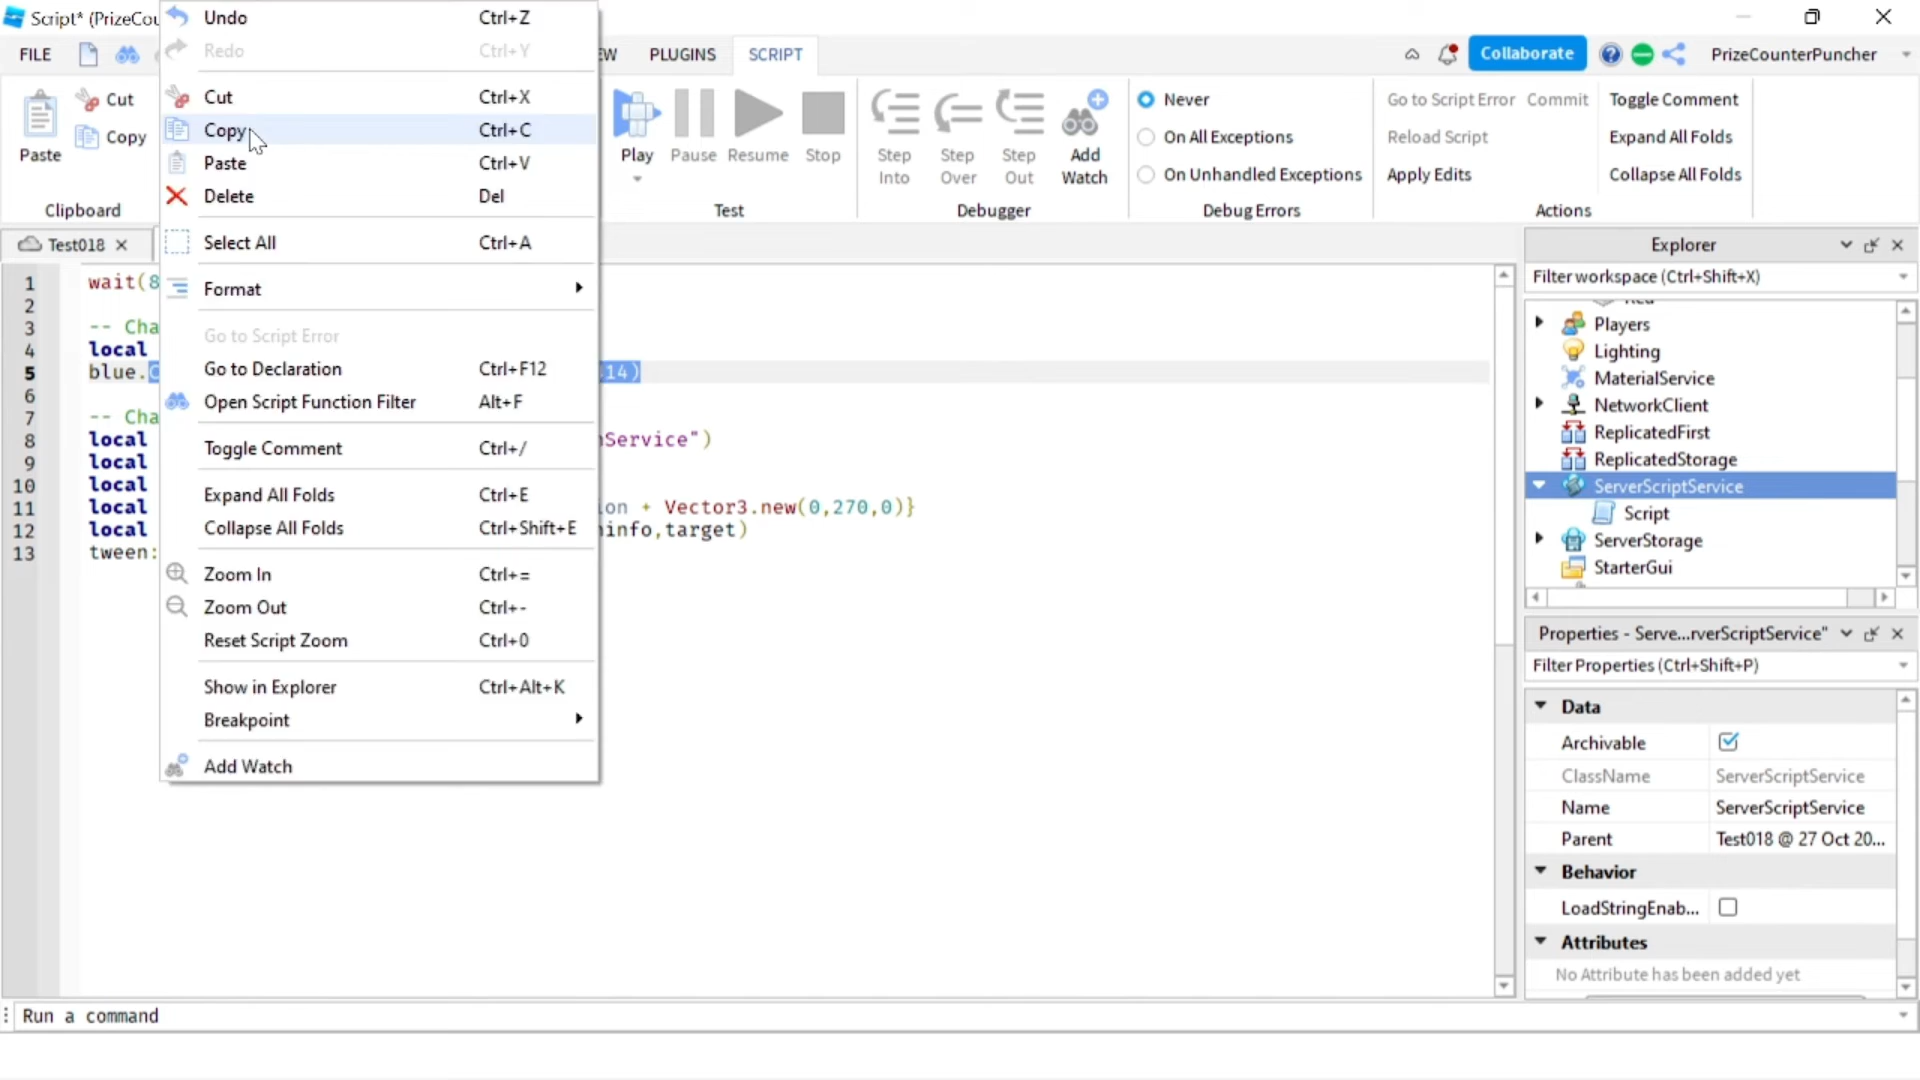 Script* (PrizeCou
FILE
EW
PLUGINS
SCRIPT
Collaborate
PrizeCounterPuncher
Paste
Cut
Copy
Clipboard
Undo Ctrl+Z
Redo Ctrl+Y
Cut Ctrl+X
Copy Ctrl+C
Paste Ctrl+V
Delete Del
Select All Ctrl+A
Format
Go to Script Error
Go to Declaration Ctrl+F12
Open Script Function Filter Alt+F
Toggle Comment Ctrl+/
Expand All Folds Ctrl+E
Collapse All Folds Ctrl+Shift+E
Zoom In Ctrl+=
Zoom Out Ctrl+-
Reset Script Zoom Ctrl+0
Show in Explorer Ctrl+Alt+K
Breakpoint
Add Watch
Play
Pause
Resume
Stop
Test
Step Into
Step Over
Step Out
Add Watch
Debugger
Never
On All Exceptions
On Unhandled Exceptions
Debug Errors
Go to Script Error Commit
Reload Script
Apply Edits
Toggle Comment
Expand All Folds
Collapse All Folds
Actions
Test018
1 wait(8
2
3 -- Cha
4 local
5 blue. 14)
6
7 -- Cha
8 local Service")
9 local
10 local
11 local ion + Vector3.new(0,270,0)}
12 local info,target)
13 tween:
Explorer
Filter workspace (Ctrl+Shift+X)
Players
Lighting
MaterialService
NetworkClient
ReplicatedFirst
ReplicatedStorage
ServerScriptService
Script
ServerStorage
StarterGui
Properties - Serve...rverScriptService"
Filter Properties (Ctrl+Shift+P)
Data
Archivable
ClassName ServerScriptService
Name ServerScriptService
Parent Test018 @ 27 Oct 20...
Behavior
LoadStringEnab...
Attributes
No Attribute has been added yet
Run a command